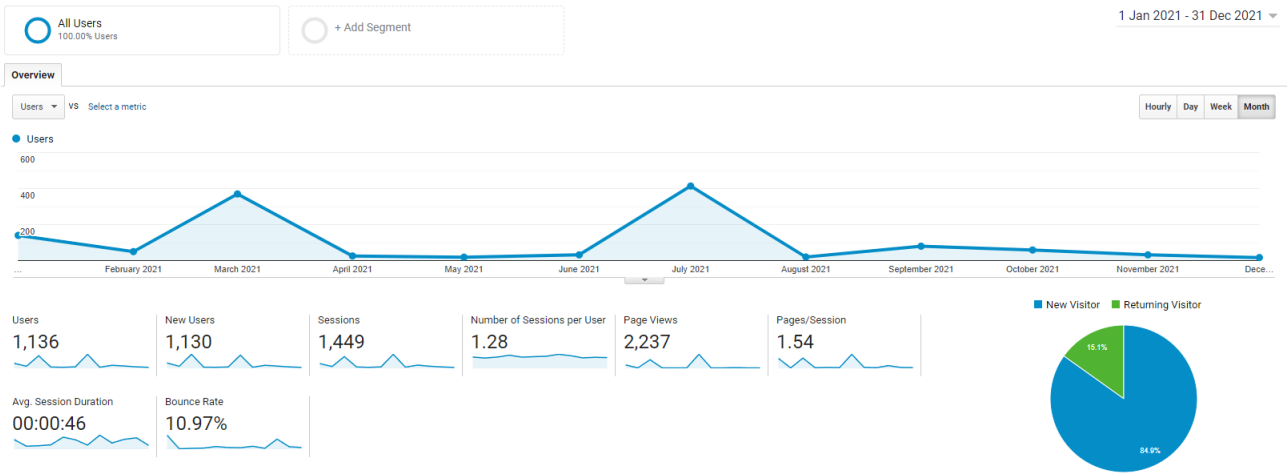 All Users
100.00% Users
+ Add Segment
1 Jan 2021 - 31 Dec 2021
Overview
Users VS Select a metric
Hourly Day Week Month
Users
600
400
200
... February 2021 March 2021 April 2021 May 2021 June 2021 July 2021 August 2021 September 2021 October 2021 November 2021 Dece...
New Visitor Returning Visitor
Users New Users Sessions Number of Sessions per User Page Views Pages/Session
1,136 1,130 1,449 1.28 2,237 1.54
15.1%
Avg. Session Duration Bounce Rate
00:00:46 10.97%
84.9%